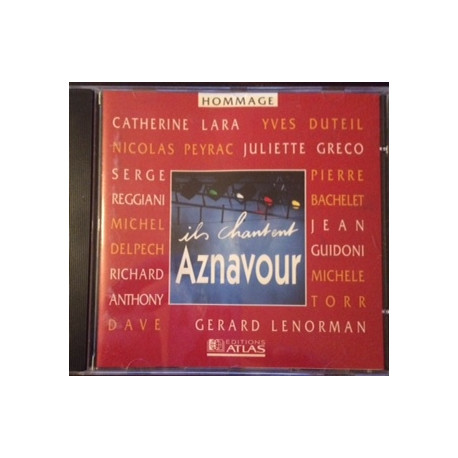 HOMMAGE
CATHERINE LARA YVES DUTEIL
NICOLAS PEYRAC JULIETTE GRECO
SERGE
REGGIANI
MICHEL
DELPECH
RICHARD
ANTHONY
DAVE
ils chantent
Aznavour
PIERRE
BACHELET
JEAN
GUIDONI
MICHELE
TORR
GERARD LENORMAN
EDITIONS
ATLAS